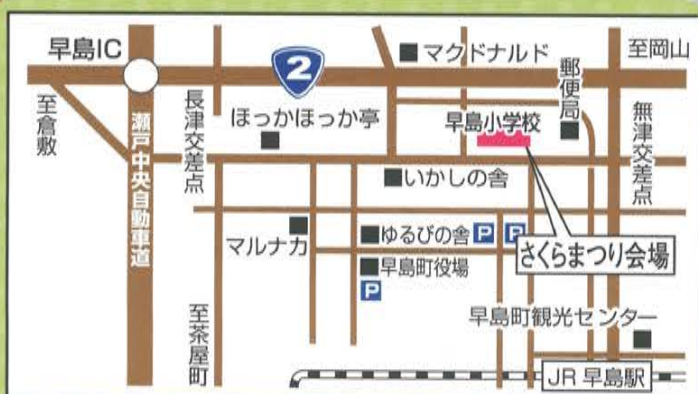 早島IC
2
マクドナルド
至岡山
至倉敷
長津交差点
ほっかほっか亭
早島小学校
郵便局
無津交差点
瀬戸中央自動車道
いかしの舎
マルナカ
ゆるびの舎 P P
さくらまつり会場
早島町役場
P
至茶屋町
早島町観光センター
JR 早島駅